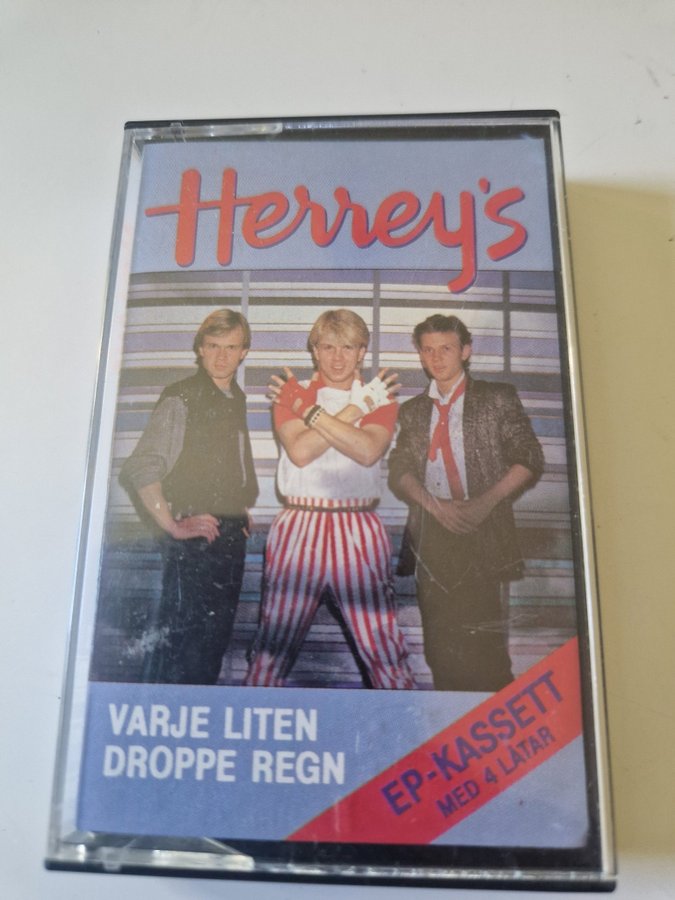 Herrey's
VARJE LITEN
DROPPE REGN
EP-KASSETT
MED 4 LÅTAR